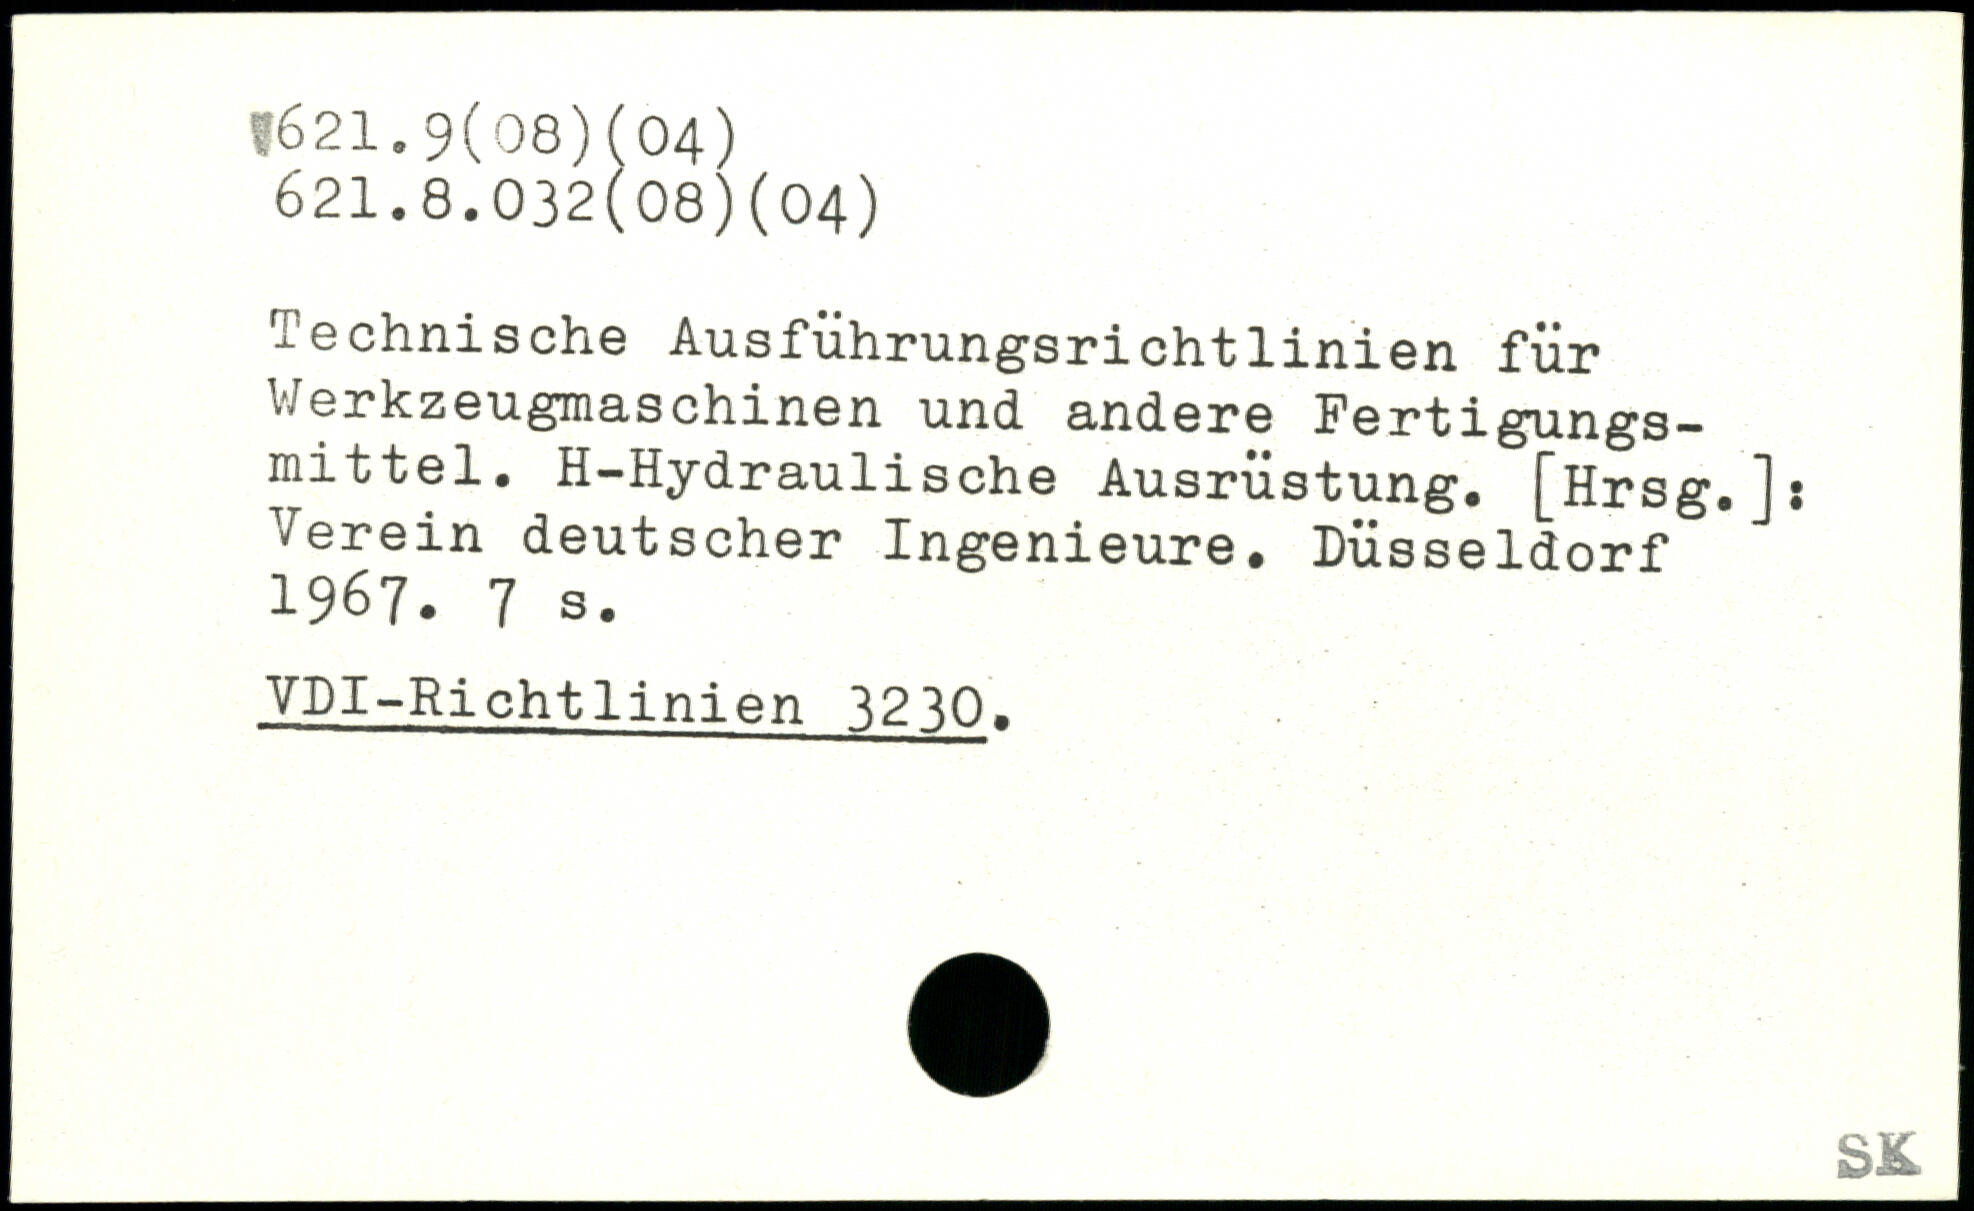 621.9(08)(04)
621.8.032(08)(04)
Technische Ausführungsrichtlinien für
Werkzeugmaschinen und andere Fertigungs-
mittel. H-Hydraulische Ausrüstung. [Hrsg.]:
Verein deutscher Ingenieure. Düsseldorf
1967. 7 s.
VDI-Richtlinien 3230.
SK